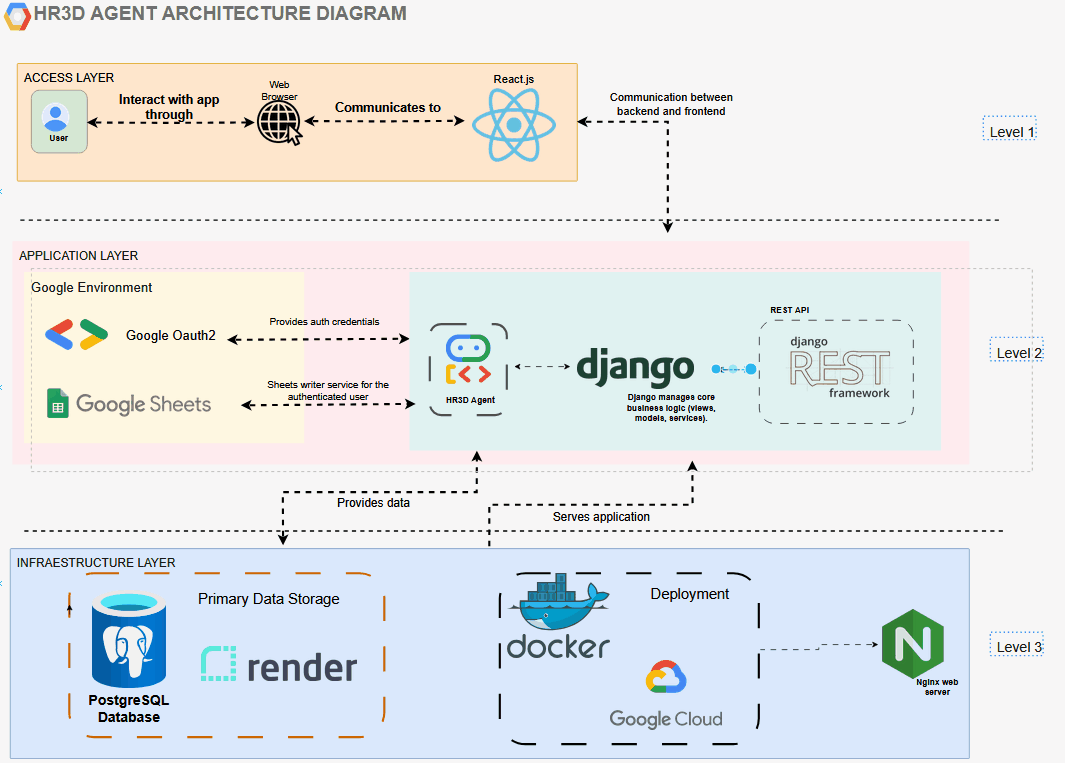 HR3D AGENT ARCHITECTURE DIAGRAM
ACCESS LAYER
User
Interact with app
through
Web
Browser
Communicates to
React.js
Communication between
backend and frontend
Level 1
APPLICATION LAYER
Google Environment
Google Oauth2
Provides auth credentials
Google Sheets
Sheets writer service for the
authenticated user
HR3D Agent
django
Django manages core
business logic (views,
models, services).
REST API
django
REST
framework
Level 2
Provides data
Serves application
INFRAESTRUCTURE LAYER
PostgreSQL
Database
Primary Data Storage
render
docker
Deployment
Google Cloud
Nginx web
server
Level 3